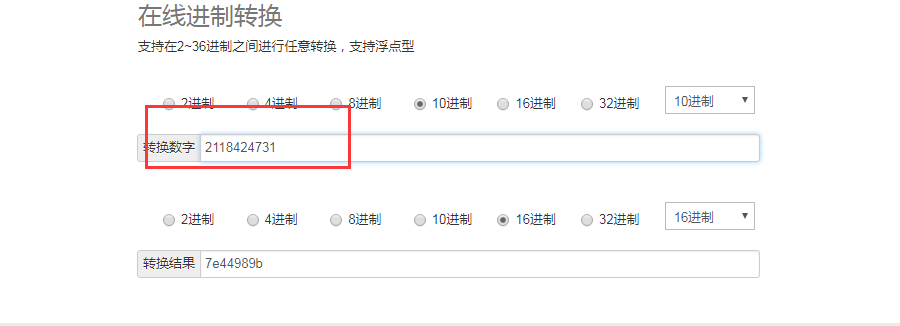 在线进制转换
支持在2~36进制之间进行任意转换，支持浮点型
2进制 4进制 8进制 10进制 16进制 32进制 10进制
转换数字 2118424731
2进制 4进制 8进制 10进制 16进制 32进制 16进制
转换结果 7e44989b